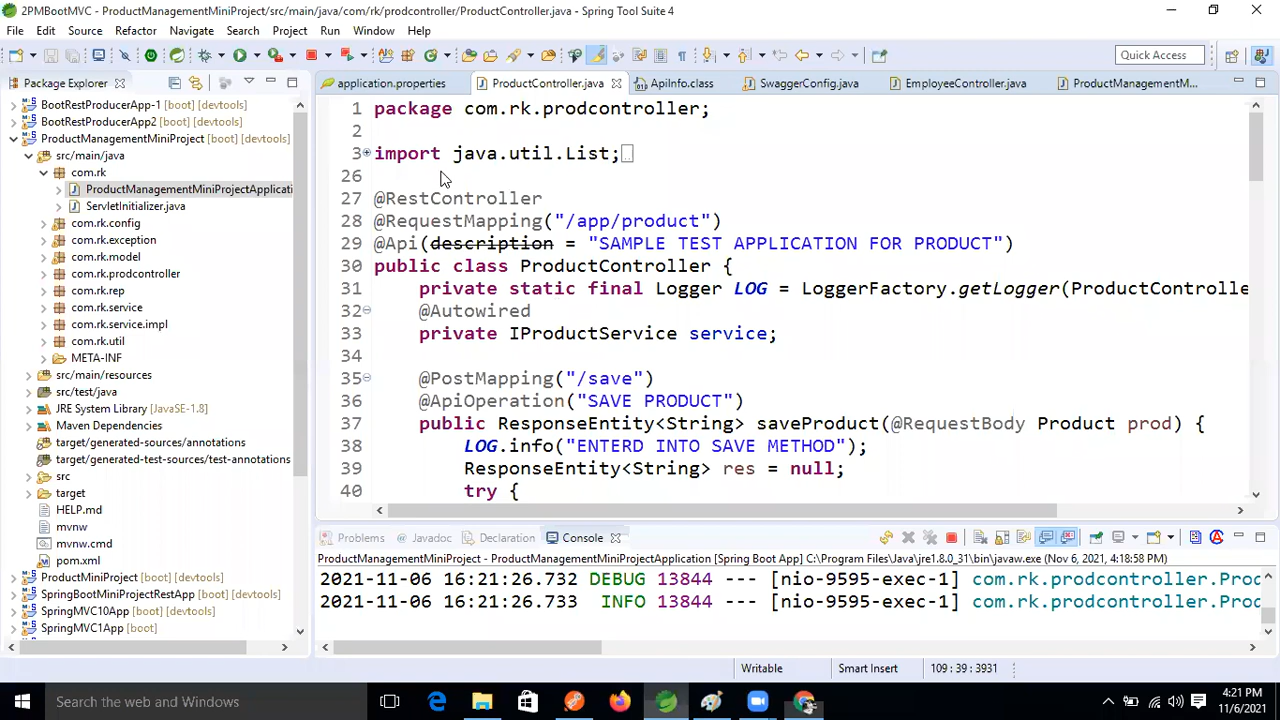 2PMBootMVC - ProductManagementMiniProject/src/main/java/com/rk/prodcontroller/ProductController.java - Spring Tool Suite 4
File Edit Source Refactor Navigate Search Project Run Window Help
Quick Access
Package Explorer
application.properties ProductController.java ApiInfo.class SwaggerConfig.java EmployeeController.java ProductManagementM...
BootRestProducerApp-1 [boot] [devtools]
BootRestProducerApp2 [boot] [devtools]
ProductManagementMiniProject [boot] [devtools]
src/main/java
com.rk
ProductManagementMiniProjectApplicati
ServletInitializer.java
com.rk.config
com.rk.exception
com.rk.model
com.rk.prodcontroller
com.rk.rep
com.rk.service
com.rk.service.impl
com.rk.util
META-INF
src/main/resources
src/test/java
JRE System Library [JavaSE-1.8]
Maven Dependencies
target/generated-sources/annotations
target/generated-test-sources/test-annotations
src
target
HELP.md
mvnw
mvnw.cmd
pom.xml
ProductMiniProject [boot] [devtools]
SpringBootMiniProjectRestApp [boot]
SpringMVC10App [boot] [devtools]
SpringMVC1App [boot]
1 package com.rk.prodcontroller;
2
3 import java.util.List;
26
27 @RestController
28 @RequestMapping("/app/product")
29 @Api(description = "SAMPLE TEST APPLICATION FOR PRODUCT")
30 public class ProductController {
31 private static final Logger LOG = LoggerFactory.getLogger(ProductControlle
32 @Autowired
33 private IProductService service;
34
35 @PostMapping("/save")
36 @ApiOperation("SAVE PRODUCT")
37 public ResponseEntity<String> saveProduct(@RequestBody Product prod) {
38 LOG.info("ENTERD INTO SAVE METHOD");
39 ResponseEntity<String> res = null;
40 try {
Problems Javadoc Declaration Console
ProductManagementMiniProject - ProductManagementMiniProjectApplication [Spring Boot App] C:\Program Files\Java\jre1.8.0_31\bin\javaw.exe (Nov 6, 2021, 4:18:58 PM)
2021-11-06 16:21:26.732 DEBUG 13844 --- [nio-9595-exec-1] com.rk.prodcontroller.Prod
2021-11-06 16:21:26.733 INFO 13844 --- [nio-9595-exec-1] com.rk.prodcontroller.Prod
Writable Smart Insert 109 : 39 : 3931
Search the web and Windows
4:21 PM
11/6/2021